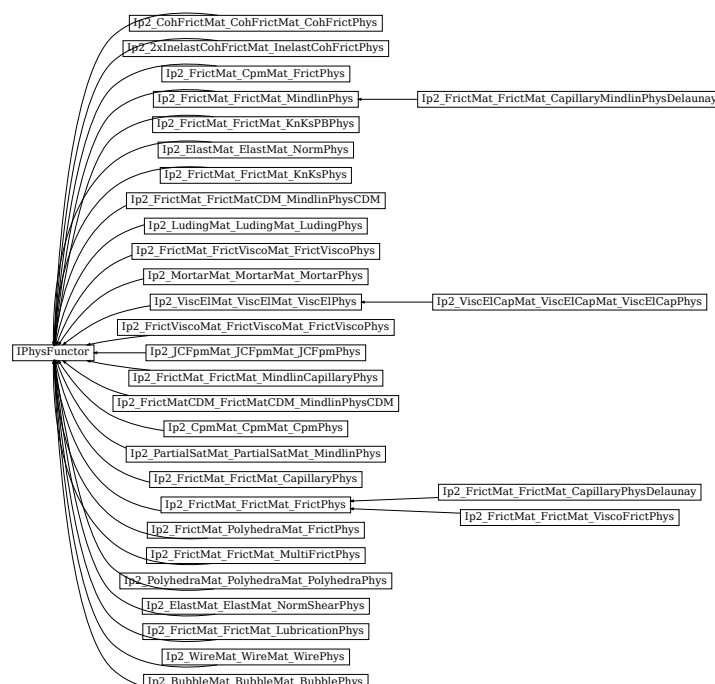 Ip2_CohFrictMat_CohFrictMat_CohFrictPhys
Ip2_2xInelastCohFrictMat_InelastCohFrictPhys
Ip2_FrictMat_CpmMat_FrictPhys
Ip2_FrictMat_FrictMat_MindlinPhys
Ip2_FrictMat_FrictMat_CapillaryMindlinPhysDelaunay
Ip2_FrictMat_FrictMat_KnKsPBPhys
Ip2_ElastMat_ElastMat_NormPhys
Ip2_FrictMat_FrictMat_KnKsPhys
Ip2_FrictMat_FrictMatCDM_MindlinPhysCDM
Ip2_LudingMat_LudingMat_LudingPhys
Ip2_FrictMat_FrictViscoMat_FrictViscoPhys
Ip2_MortarMat_MortarMat_MortarPhys
Ip2_ViscElMat_ViscElMat_ViscElPhys
Ip2_ViscElCapMat_ViscElCapMat_ViscElCapPhys
Ip2_FrictViscoMat_FrictViscoMat_FrictViscoPhys
IPhysFunctor
Ip2_JCFpmMat_JCFpmMat_JCFpmPhys
Ip2_FrictMat_FrictMat_MindlinCapillaryPhys
Ip2_FrictMatCDM_FrictMatCDM_MindlinPhysCDM
Ip2_CpmMat_CpmMat_CpmPhys
Ip2_PartialSatMat_PartialSatMat_MindlinPhys
Ip2_FrictMat_FrictMat_CapillaryPhys
Ip2_FrictMat_FrictMat_CapillaryPhysDelaunay
Ip2_FrictMat_FrictMat_FrictPhys
Ip2_FrictMat_FrictMat_ViscoFrictPhys
Ip2_FrictMat_PolyhedraMat_FrictPhys
Ip2_FrictMat_FrictMat_MultiFrictPhys
Ip2_PolyhedraMat_PolyhedraMat_PolyhedraPhys
Ip2_ElastMat_ElastMat_NormShearPhys
Ip2_FrictMat_FrictMat_LubricationPhys
Ip2_WireMat_WireMat_WirePhys
Ip2_BubbleMat_BubbleMat_BubblePhys